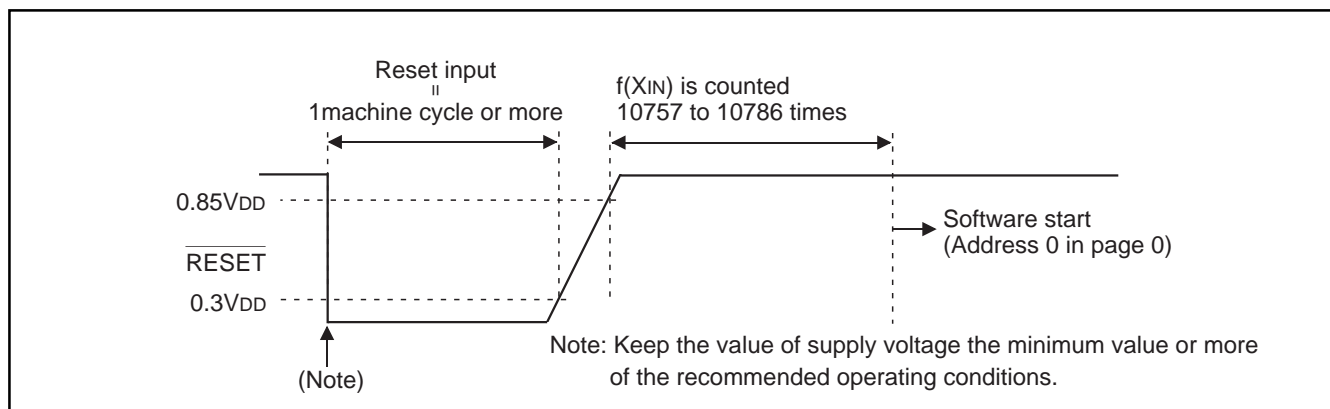 Reset input
=
1machine cycle or more
f(XIN) is counted
10757 to 10786 times
0.85VDD
RESET
0.3VDD
(Note)
Software start
(Address 0 in page 0)
Note: Keep the value of supply voltage the minimum value or more
of the recommended operating conditions.